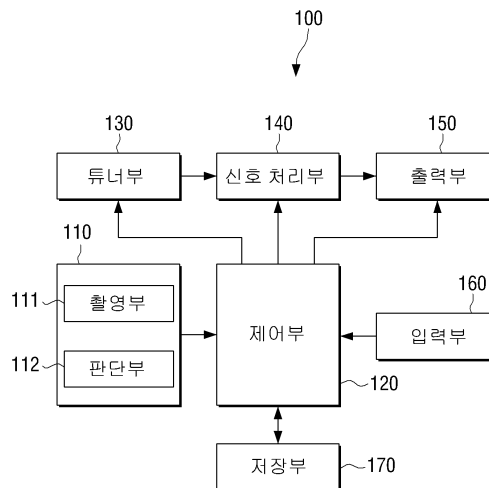 100
130
140
150
튜너부
신호 처리부
출력부
110
111
촬영부
112
판단부
제어부
120
160
입력부
저장부
170